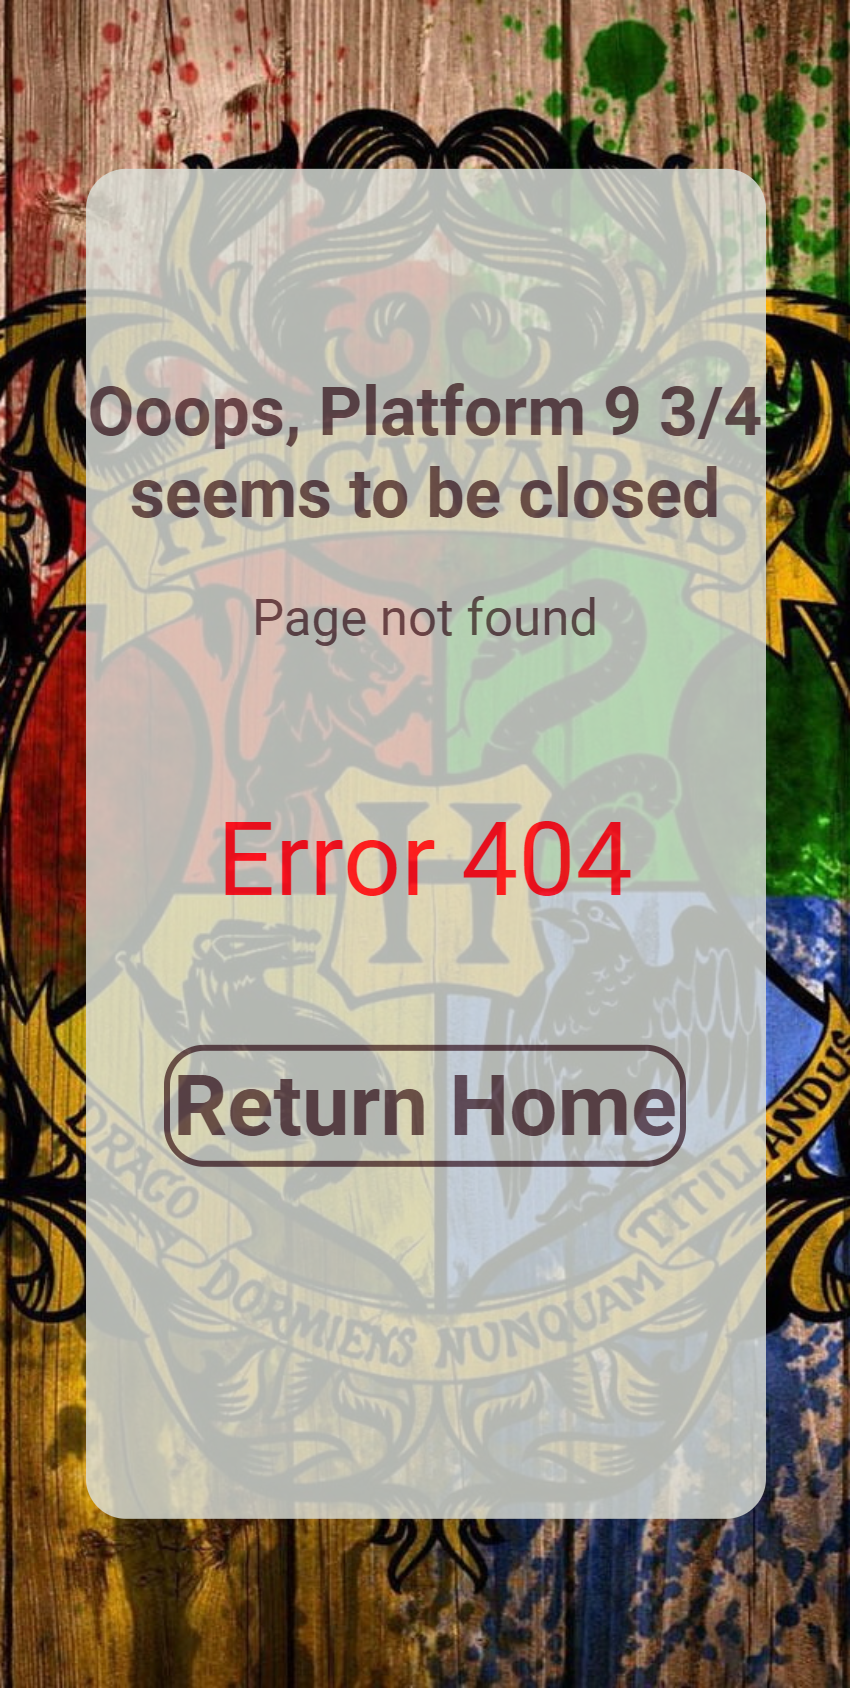 Ooops, Platform 9 3/4
seems to be closed
HOGWARTS
Page not found
Error 404
H
Return Home
DRACO
DORMIENS NUNQUAM
TITILLANDUS